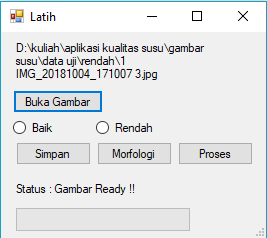 Latih
D:\kuliah\aplikasi kualitas susu\gambar
susu\data uji\rendah\1
IMG_20181004_171007 3.jpg
Buka Gambar
Baik Rendah
Simpan Morfologi Proses
Status : Gambar Ready !!